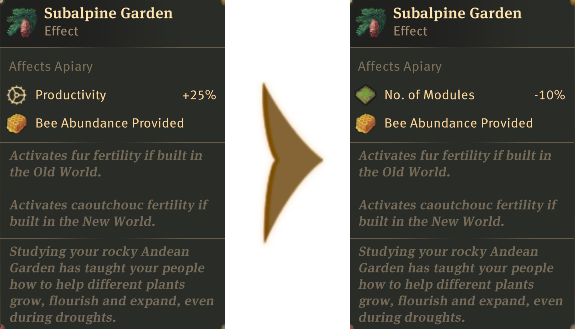 Subalpine Garden
Effect
Affects Apiary
Productivity +25%
Bee Abundance Provided
Activates fur fertility if built in
the Old World.
Activates caoutchouc fertility if
built in the New World.
Studying your rocky Andean
Garden has taught your people
how to help different plants
grow, flourish and expand, even
during droughts.
Subalpine Garden
Effect
Affects Apiary
No. of Modules -10%
Bee Abundance Provided
Activates fur fertility if built in
the Old World.
Activates caoutchouc fertility if
built in the New World.
Studying your rocky Andean
Garden has taught your people
how to help different plants
grow, flourish and expand, even
during droughts.